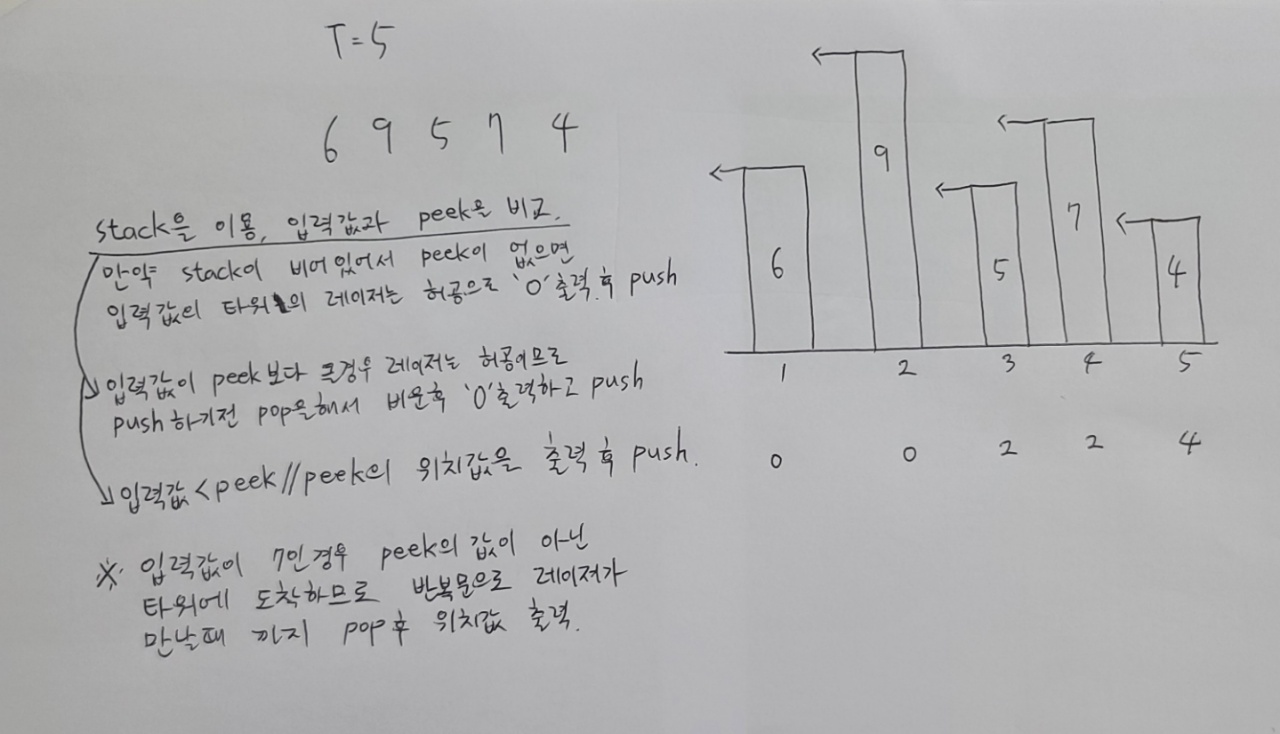 T=5
6 9 5 7 4
stack을 이용, 입력값과 peek을 비교.
만약 stack이 비어있어서 peek이 없으면
입력값의 타워의 레이저는 허공으로 '0' 출력 후 push
입력값이 peek보다 클경우 레이저는 허공이므로
push하기전 pop을해서 비운후 '0'출력하고 push
입력값<peek//peek의 위치값을 출력 후 push.
※ 입력값이 7인경우 peek의 값이 아닌
타워에 도착하므로 반복문으로 레이저가
만날때 까지 pop후 위치값 출력.
6 9 5 7 4
1 2 3 4 5
0 0 2 2 4